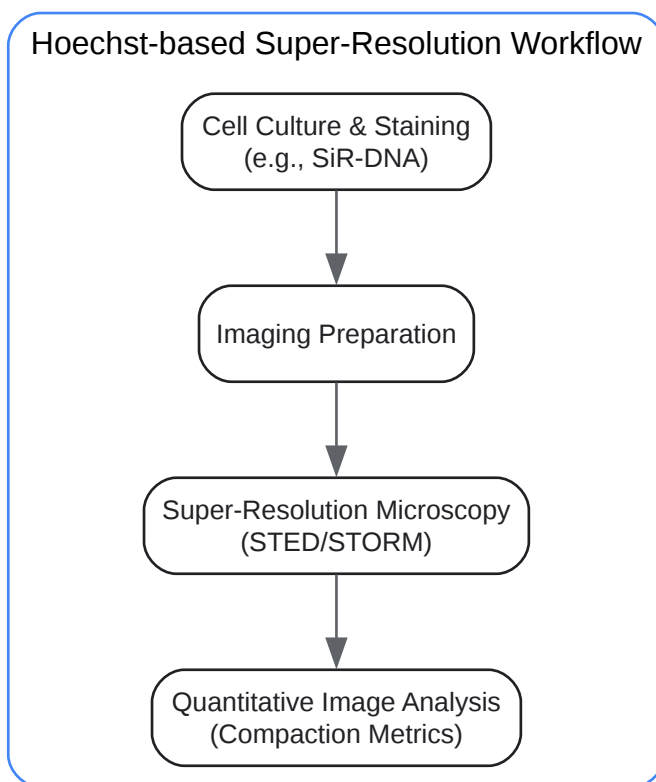 Hoechst-based Super-Resolution Workflow
Cell Culture & Staining
(e.g., SiR-DNA)
Imaging Preparation
Super-Resolution Microscopy
(STED/STORM)
Quantitative Image Analysis
(Compaction Metrics)